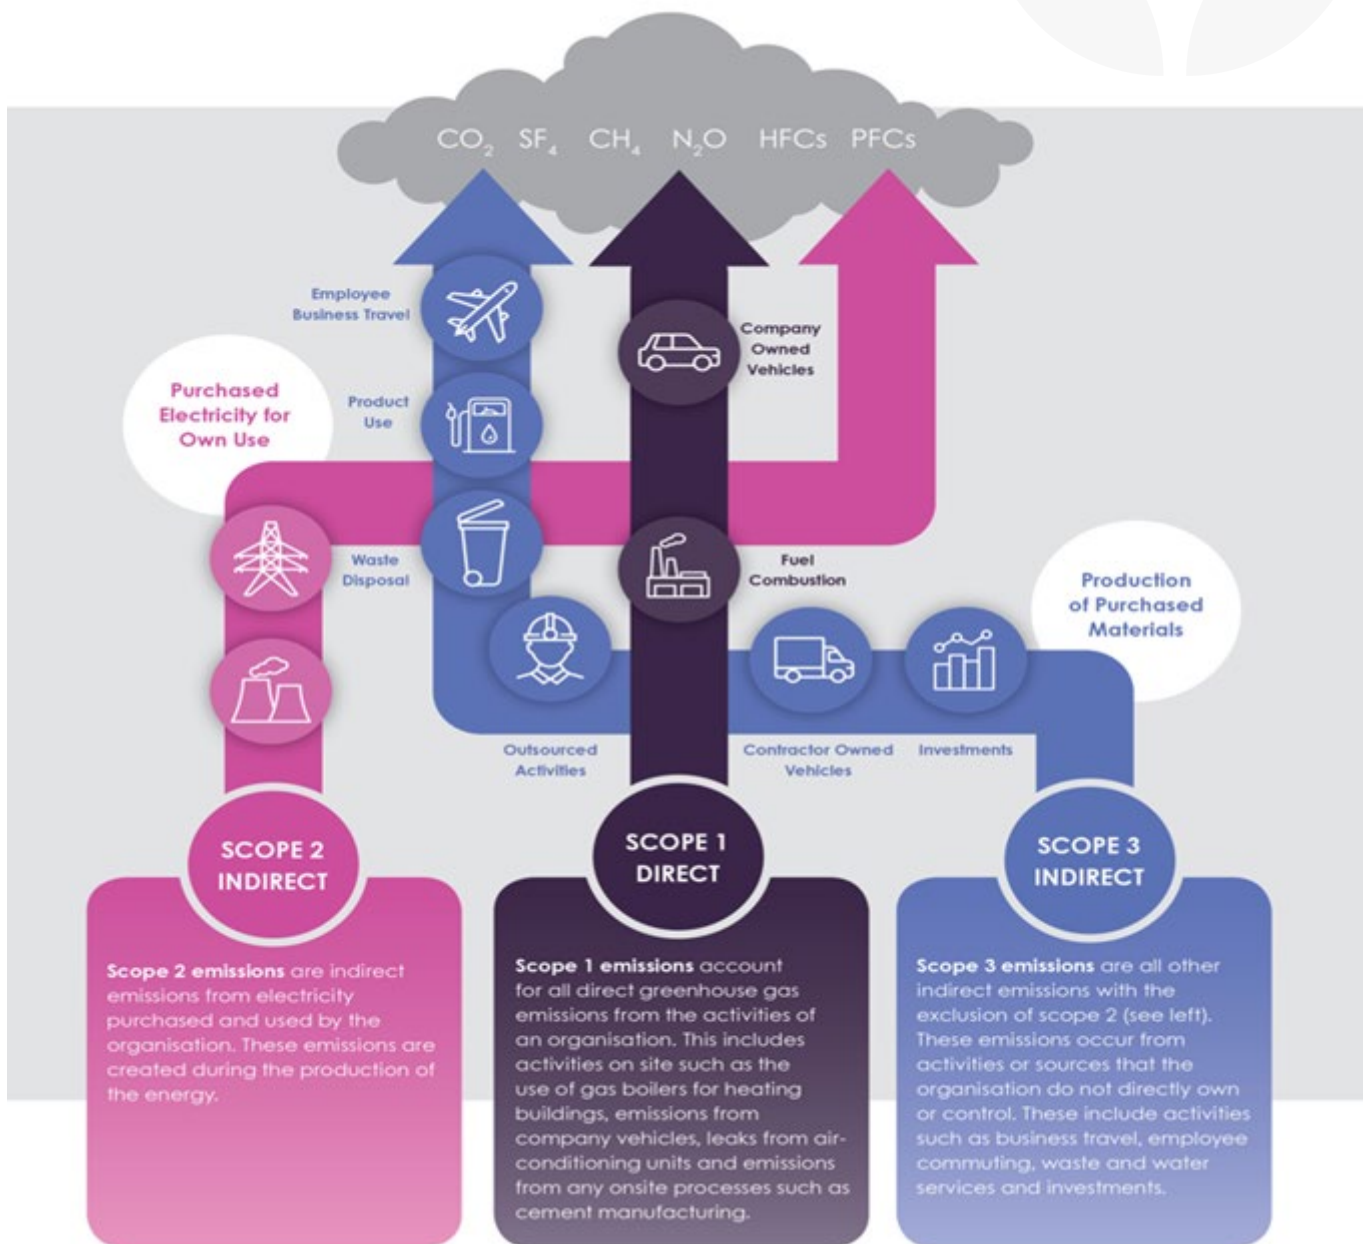 CO₂ SF₄ CH₄ N₂O HFCs PFCs
Employee
Business Travel
Company
Owned
Vehicles
Purchased
Electricity for
Own Use
Product
Use
Waste
Disposal
Fuel
Combustion
Production
of Purchased
Materials
Outsourced
Activities
Contractor Owned
Vehicles
Investments
SCOPE 2
INDIRECT
Scope 2 emissions are indirect
emissions from electricity
purchased and used by the
organisation. These emissions are
created during the production of
the energy.
SCOPE 1
DIRECT
Scope 1 emissions account
for all direct greenhouse gas
emissions from the activities of
an organisation. This includes
activities on site such as the
use of gas boilers for heating
buildings, emissions from
company vehicles, leaks from air-
conditioning units and emissions
from any onsite processes such as
cement manufacturing.
SCOPE 3
INDIRECT
Scope 3 emissions are all other
indirect emissions with the
exclusion of scope 2 (see left).
These emissions occur from
activities or sources that the
organisation do not directly own
or control. These include activities
such as business travel, employee
commuting, waste and water
services and investments.